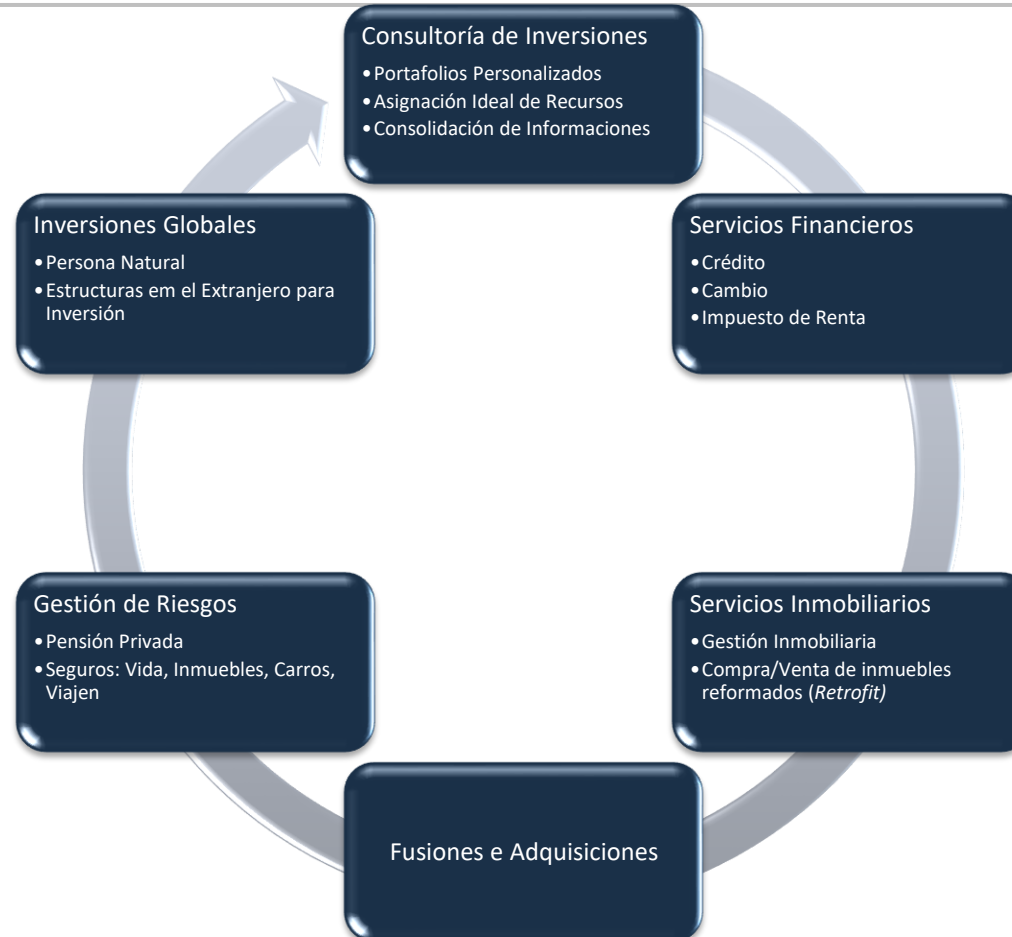 Consultoría de Inversiones
•Portafolios Personalizados
•Asignación Ideal de Recursos
•Consolidación de Informaciones
Servicios Financieros
•Crédito
•Cambio
•Impuesto de Renta
Servicios Inmobiliarios
•Gestión Inmobiliaria
•Compra/Venta de inmuebles
reformados (Retrofit)
Fusiones e Adquisiciones
Gestión de Riesgos
•Pensión Privada
•Seguros: Vida, Inmuebles, Carros,
Viajen
Inversiones Globales
•Persona Natural
•Estructuras em el Extranjero para
Inversión